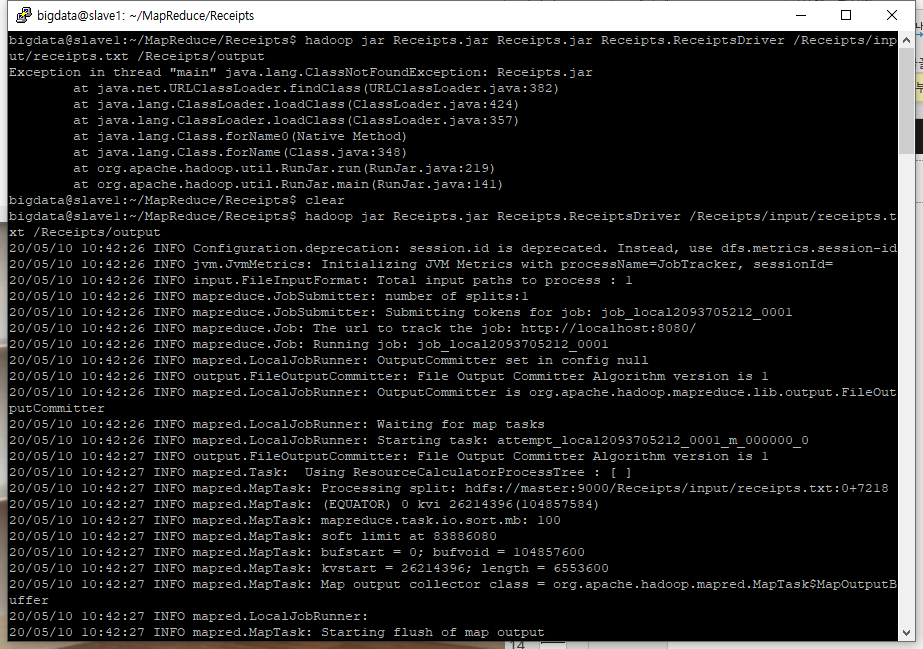 bigdata@slave1: ~/MapReduce/Receipts
bigdata@slave1:~/MapReduce/Receipts$ hadoop jar Receipts.jar Receipts.jar Receipts.ReceiptsDriver /Receipts/inp
ut/receipts.txt /Receipts/output
Exception in thread "main" java.lang.ClassNotFoundException: Receipts.jar
        at java.net.URLClassLoader.findClass(URLClassLoader.java:382)
        at java.lang.ClassLoader.loadClass(ClassLoader.java:424)
        at java.lang.ClassLoader.loadClass(ClassLoader.java:357)
        at java.lang.Class.forName0(Native Method)
        at java.lang.Class.forName(Class.java:348)
        at org.apache.hadoop.util.RunJar.run(RunJar.java:219)
        at org.apache.hadoop.util.RunJar.main(RunJar.java:141)
bigdata@slave1:~/MapReduce/Receipts$ clear
bigdata@slave1:~/MapReduce/Receipts$ hadoop jar Receipts.jar Receipts.ReceiptsDriver /Receipts/input/receipts.t
xt /Receipts/output
20/05/10 10:42:26 INFO Configuration.deprecation: session.id is deprecated. Instead, use dfs.metrics.session-id
20/05/10 10:42:26 INFO jvm.JvmMetrics: Initializing JVM Metrics with processName=JobTracker, sessionId=
20/05/10 10:42:26 INFO input.FileInputFormat: Total input paths to process : 1
20/05/10 10:42:26 INFO mapreduce.JobSubmitter: number of splits:1
20/05/10 10:42:26 INFO mapreduce.JobSubmitter: Submitting tokens for job: job_local2093705212_0001
20/05/10 10:42:26 INFO mapreduce.Job: The url to track the job: http://localhost:8080/
20/05/10 10:42:26 INFO mapreduce.Job: Running job: job_local2093705212_0001
20/05/10 10:42:26 INFO mapred.LocalJobRunner: OutputCommitter set in config null
20/05/10 10:42:26 INFO output.FileOutputCommitter: File Output Committer Algorithm version is 1
20/05/10 10:42:26 INFO mapred.LocalJobRunner: OutputCommitter is org.apache.hadoop.mapreduce.lib.output.FileOut
putCommitter
20/05/10 10:42:26 INFO mapred.LocalJobRunner: Waiting for map tasks
20/05/10 10:42:26 INFO mapred.LocalJobRunner: Starting task: attempt_local2093705212_0001_m_000000_0
20/05/10 10:42:27 INFO output.FileOutputCommitter: File Output Committer Algorithm version is 1
20/05/10 10:42:27 INFO mapred.Task:  Using ResourceCalculatorProcessTree : [ ]
20/05/10 10:42:27 INFO mapred.MapTask: Processing split: hdfs://master:9000/Receipts/input/receipts.txt:0+7218
20/05/10 10:42:27 INFO mapred.MapTask: (EQUATOR) 0 kvi 26214396(104857584)
20/05/10 10:42:27 INFO mapred.MapTask: mapreduce.task.io.sort.mb: 100
20/05/10 10:42:27 INFO mapred.MapTask: soft limit at 83886080
20/05/10 10:42:27 INFO mapred.MapTask: bufstart = 0; bufvoid = 104857600
20/05/10 10:42:27 INFO mapred.MapTask: kvstart = 26214396; length = 6553600
20/05/10 10:42:27 INFO mapred.MapTask: Map output collector class = org.apache.hadoop.mapred.MapTask$MapOutputB
uffer
20/05/10 10:42:27 INFO mapred.LocalJobRunner:
20/05/10 10:42:27 INFO mapred.MapTask: Starting flush of map output
14